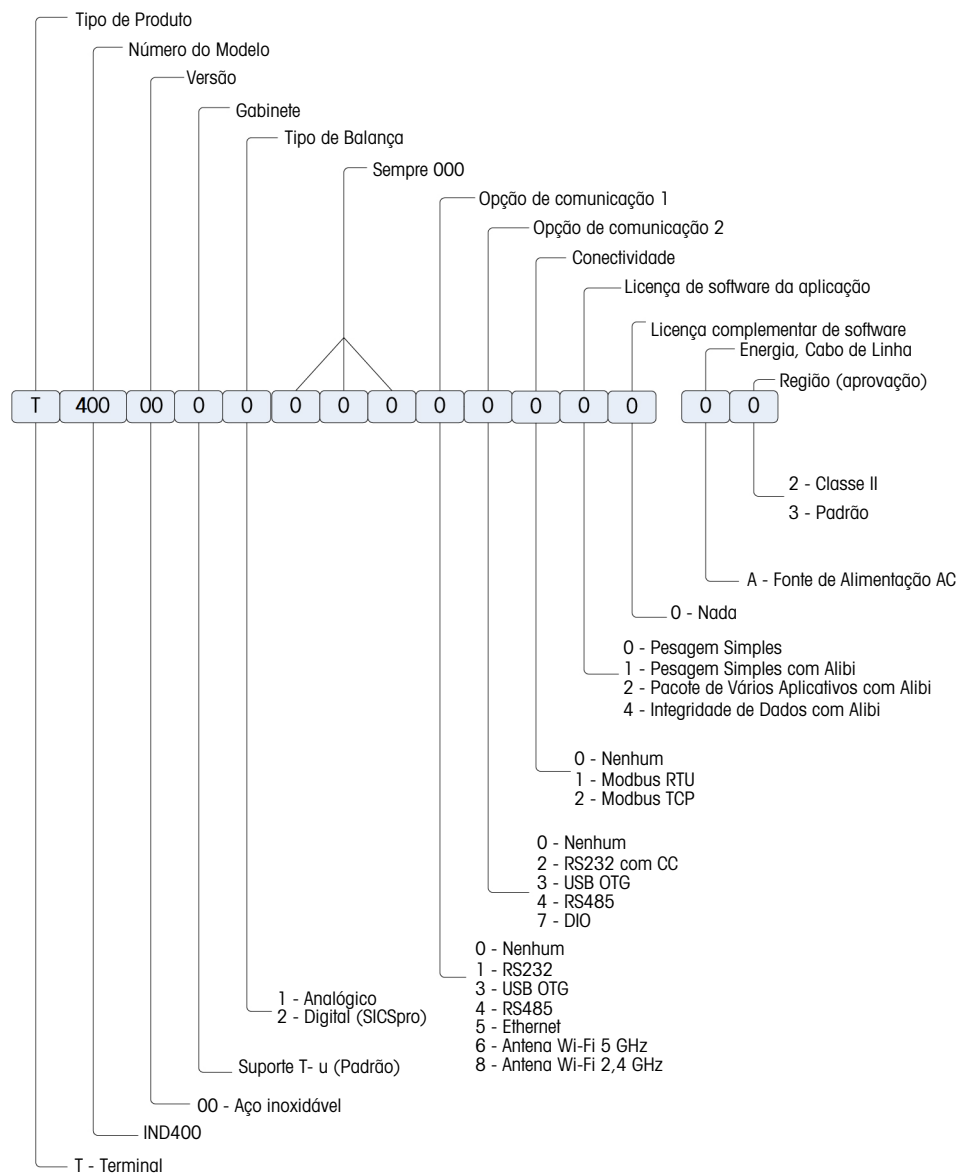 Tipo de Produto
Número do Modelo
Versão
Gabinete
Tipo de Balança
Sempre 000
Opção de comunicação 1
Opção de comunicação 2
Conectividade
Licença de software da aplicação
Licença complementar de software
Energia, Cabo de Linha
Região (aprovação)
T 400 00 0 0 0 0 0 0 0 0 0 0 0 0
2 - Classe II
3 - Padrão
A - Fonte de Alimentação AC
0 - Nada
0 - Pesagem Simples
1 - Pesagem Simples com Alibi
2 - Pacote de Vários Aplicativos com Alibi
4 - Integridade de Dados com Alibi
0 - Nenhum
1 - Modbus RTU
2 - Modbus TCP
0 - Nenhum
2 - RS232 com CC
3 - USB OTG
4 - RS485
7 - DIO
0 - Nenhum
1 - RS232
3 - USB OTG
4 - RS485
5 - Ethernet
6 - Antena Wi-Fi 5 GHz
8 - Antena Wi-Fi 2,4 GHz
1 - Analógico
2 - Digital (SICSpro)
Suporte T- u (Padrão)
00 - Aço inoxidável
IND400
T - Terminal